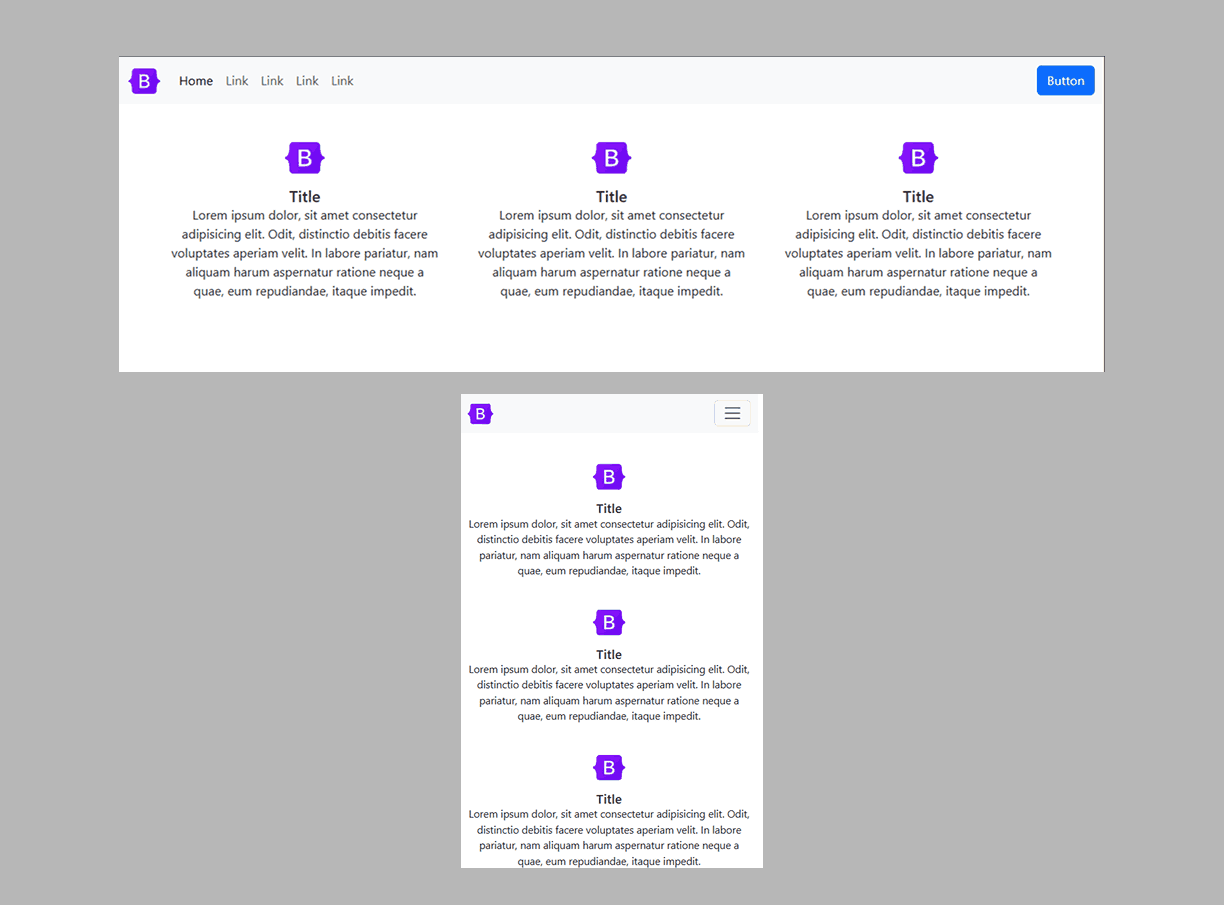 B Home Link Link Link Link Button
B B B
Title Title Title
Lorem ipsum dolor, sit amet consectetur
adipisicing elit. Odit, distinctio debitis facere
voluptates aperiam velit. In labore pariatur, nam
aliquam harum aspernatur ratione neque a
quae, eum repudiandae, itaque impedit.
Lorem ipsum dolor, sit amet consectetur
adipisicing elit. Odit, distinctio debitis facere
voluptates aperiam velit. In labore pariatur, nam
aliquam harum aspernatur ratione neque a
quae, eum repudiandae, itaque impedit.
Lorem ipsum dolor, sit amet consectetur
adipisicing elit. Odit, distinctio debitis facere
voluptates aperiam velit. In labore pariatur, nam
aliquam harum aspernatur ratione neque a
quae, eum repudiandae, itaque impedit.
B
B
Title
Lorem ipsum dolor, sit amet consectetur adipisicing elit. Odit,
distinctio debitis facere voluptates aperiam velit. In labore
pariatur, nam aliquam harum aspernatur ratione neque a
quae, eum repudiandae, itaque impedit.
B
Title
Lorem ipsum dolor, sit amet consectetur adipisicing elit. Odit,
distinctio debitis facere voluptates aperiam velit. In labore
pariatur, nam aliquam harum aspernatur ratione neque a
quae, eum repudiandae, itaque impedit.
B
Title
Lorem ipsum dolor, sit amet consectetur adipisicing elit. Odit,
distinctio debitis facere voluptates aperiam velit. In labore
pariatur, nam aliquam harum aspernatur ratione neque a
quae, eum repudiandae, itaque impedit.